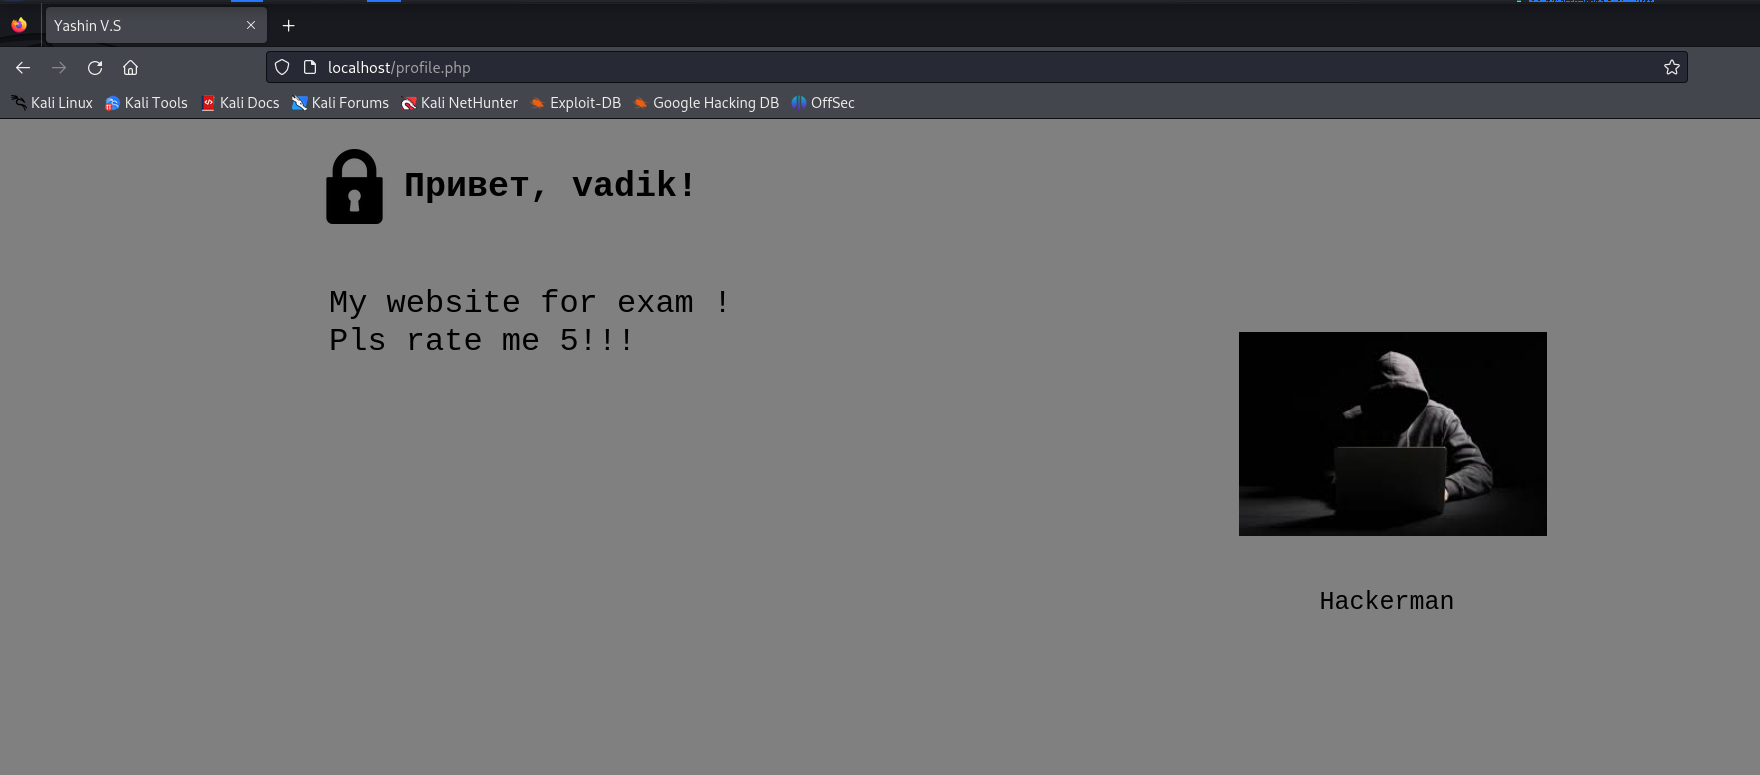 Yashin V.S
localhost/profile.php
Kali Linux Kali Tools Kali Docs Kali Forums Kali NetHunter Exploit-DB Google Hacking DB OffSec
Привет, vadik!
My website for exam !
Pls rate me 5!!!
Hackerman